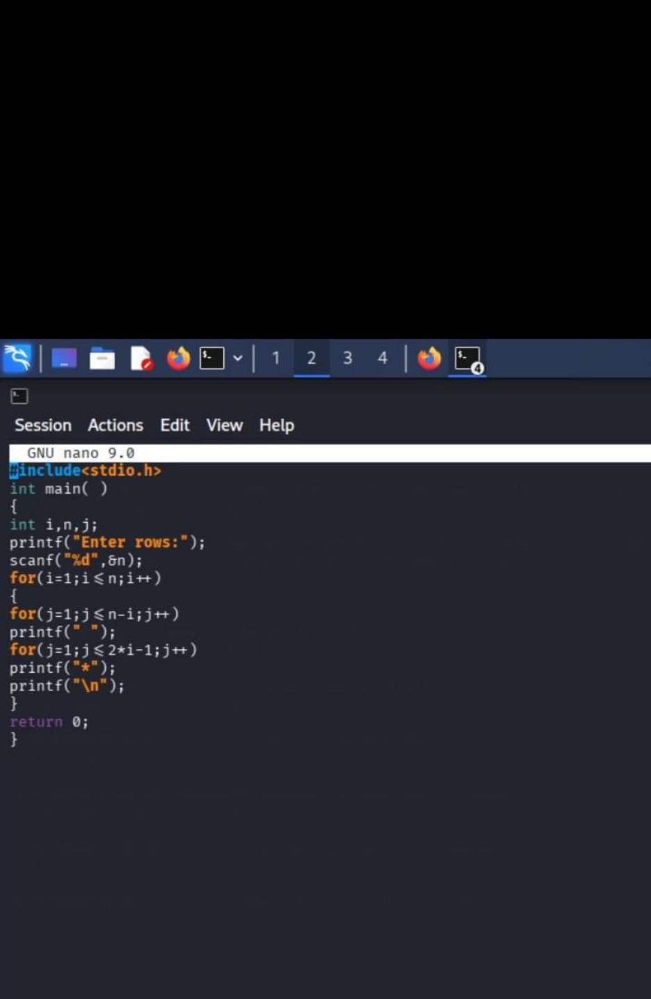 1 2 3 4
4
Session Actions Edit View Help
GNU nano 9.0
#include<stdio.h>
int main( )
{
int i,n,j;
printf("Enter rows:");
scanf("%d",&n);
for(i=1;i<=n;i++)
{
for(j=1;j<=n-i;j++)
printf(" ");
for(j=1;j<=2*i-1;j++)
printf("*");
printf("\n");
}
return 0;
}